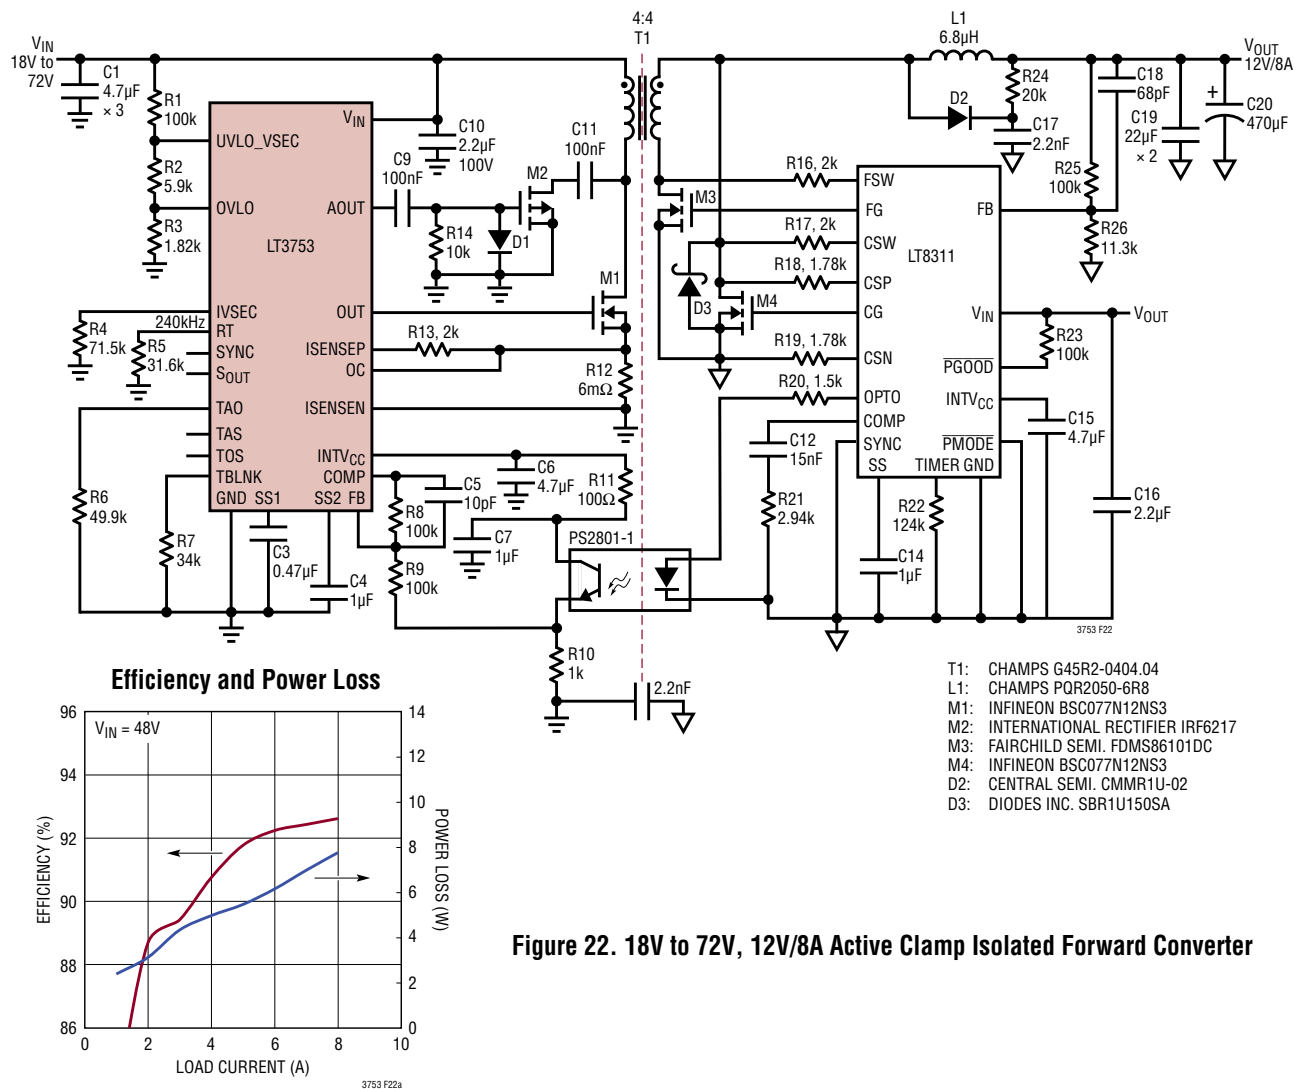 4:4
T1
L1
6.8µH
VIN
18V to
72V
VOUT
12V/8A
C1
4.7µF
× 3
R1
100k
R2
5.9k
R3
1.82k
R4
71.5k
240kHz
R5
31.6k
R6
49.9k
R7
34k
UVLO_VSEC
OVLO
IVSEC
RT
SYNC
SOUT
TAO
TAS
TOS
TBLNK
GND
SS1
SS2
FB
VIN
AOUT
LT3753
OUT
ISENSEP
OC
ISENSEN
INTVCC
COMP
C3
0.47µF
C4
1µF
C10
2.2µF
100V
C9
100nF
C11
100nF
M2
R14
10k
D1
M1
R13, 2k
R12
6mΩ
C6
4.7µF
R11
100Ω
C5
10pF
R8
100k
R9
100k
C7
1µF
PS2801-1
R10
1k
2.2nF
R16, 2k
M3
R17, 2k
R18, 1.78k
D3
M4
R19, 1.78k
R20, 1.5k
C12
15nF
R21
2.94k
FSW
FG
CSW
CSP
CG
CSN
OPTO
COMP
SYNC
SS
TIMER
GND
LT8311
FB
VIN
PGOOD
INTVCC
PMODE
D2
R24
20k
C17
2.2nF
C18
68pF
C19
22µF
× 2
+
C20
470µF
R25
100k
R26
11.3k
VOUT
R23
100k
C15
4.7µF
C16
2.2µF
R22
124k
C14
1µF
3753 F22
T1: CHAMPS G45R2-0404.04
L1: CHAMPS PQR2050-6R8
M1: INFINEON BSC077N12NS3
M2: INTERNATIONAL RECTIFIER IRF6217
M3: FAIRCHILD SEMI. FDMS86101DC
M4: INFINEON BSC077N12NS3
D2: CENTRAL SEMI. CMMR1U-02
D3: DIODES INC. SBR1U150SA
Efficiency and Power Loss
VIN = 48V
EFFICIENCY (%)
96
94
92
90
88
86
POWER LOSS (W)
14
12
10
8
6
4
2
0
0
2
4
6
8
10
LOAD CURRENT (A)
3753 F22a
Figure 22. 18V to 72V, 12V/8A Active Clamp Isolated Forward Converter